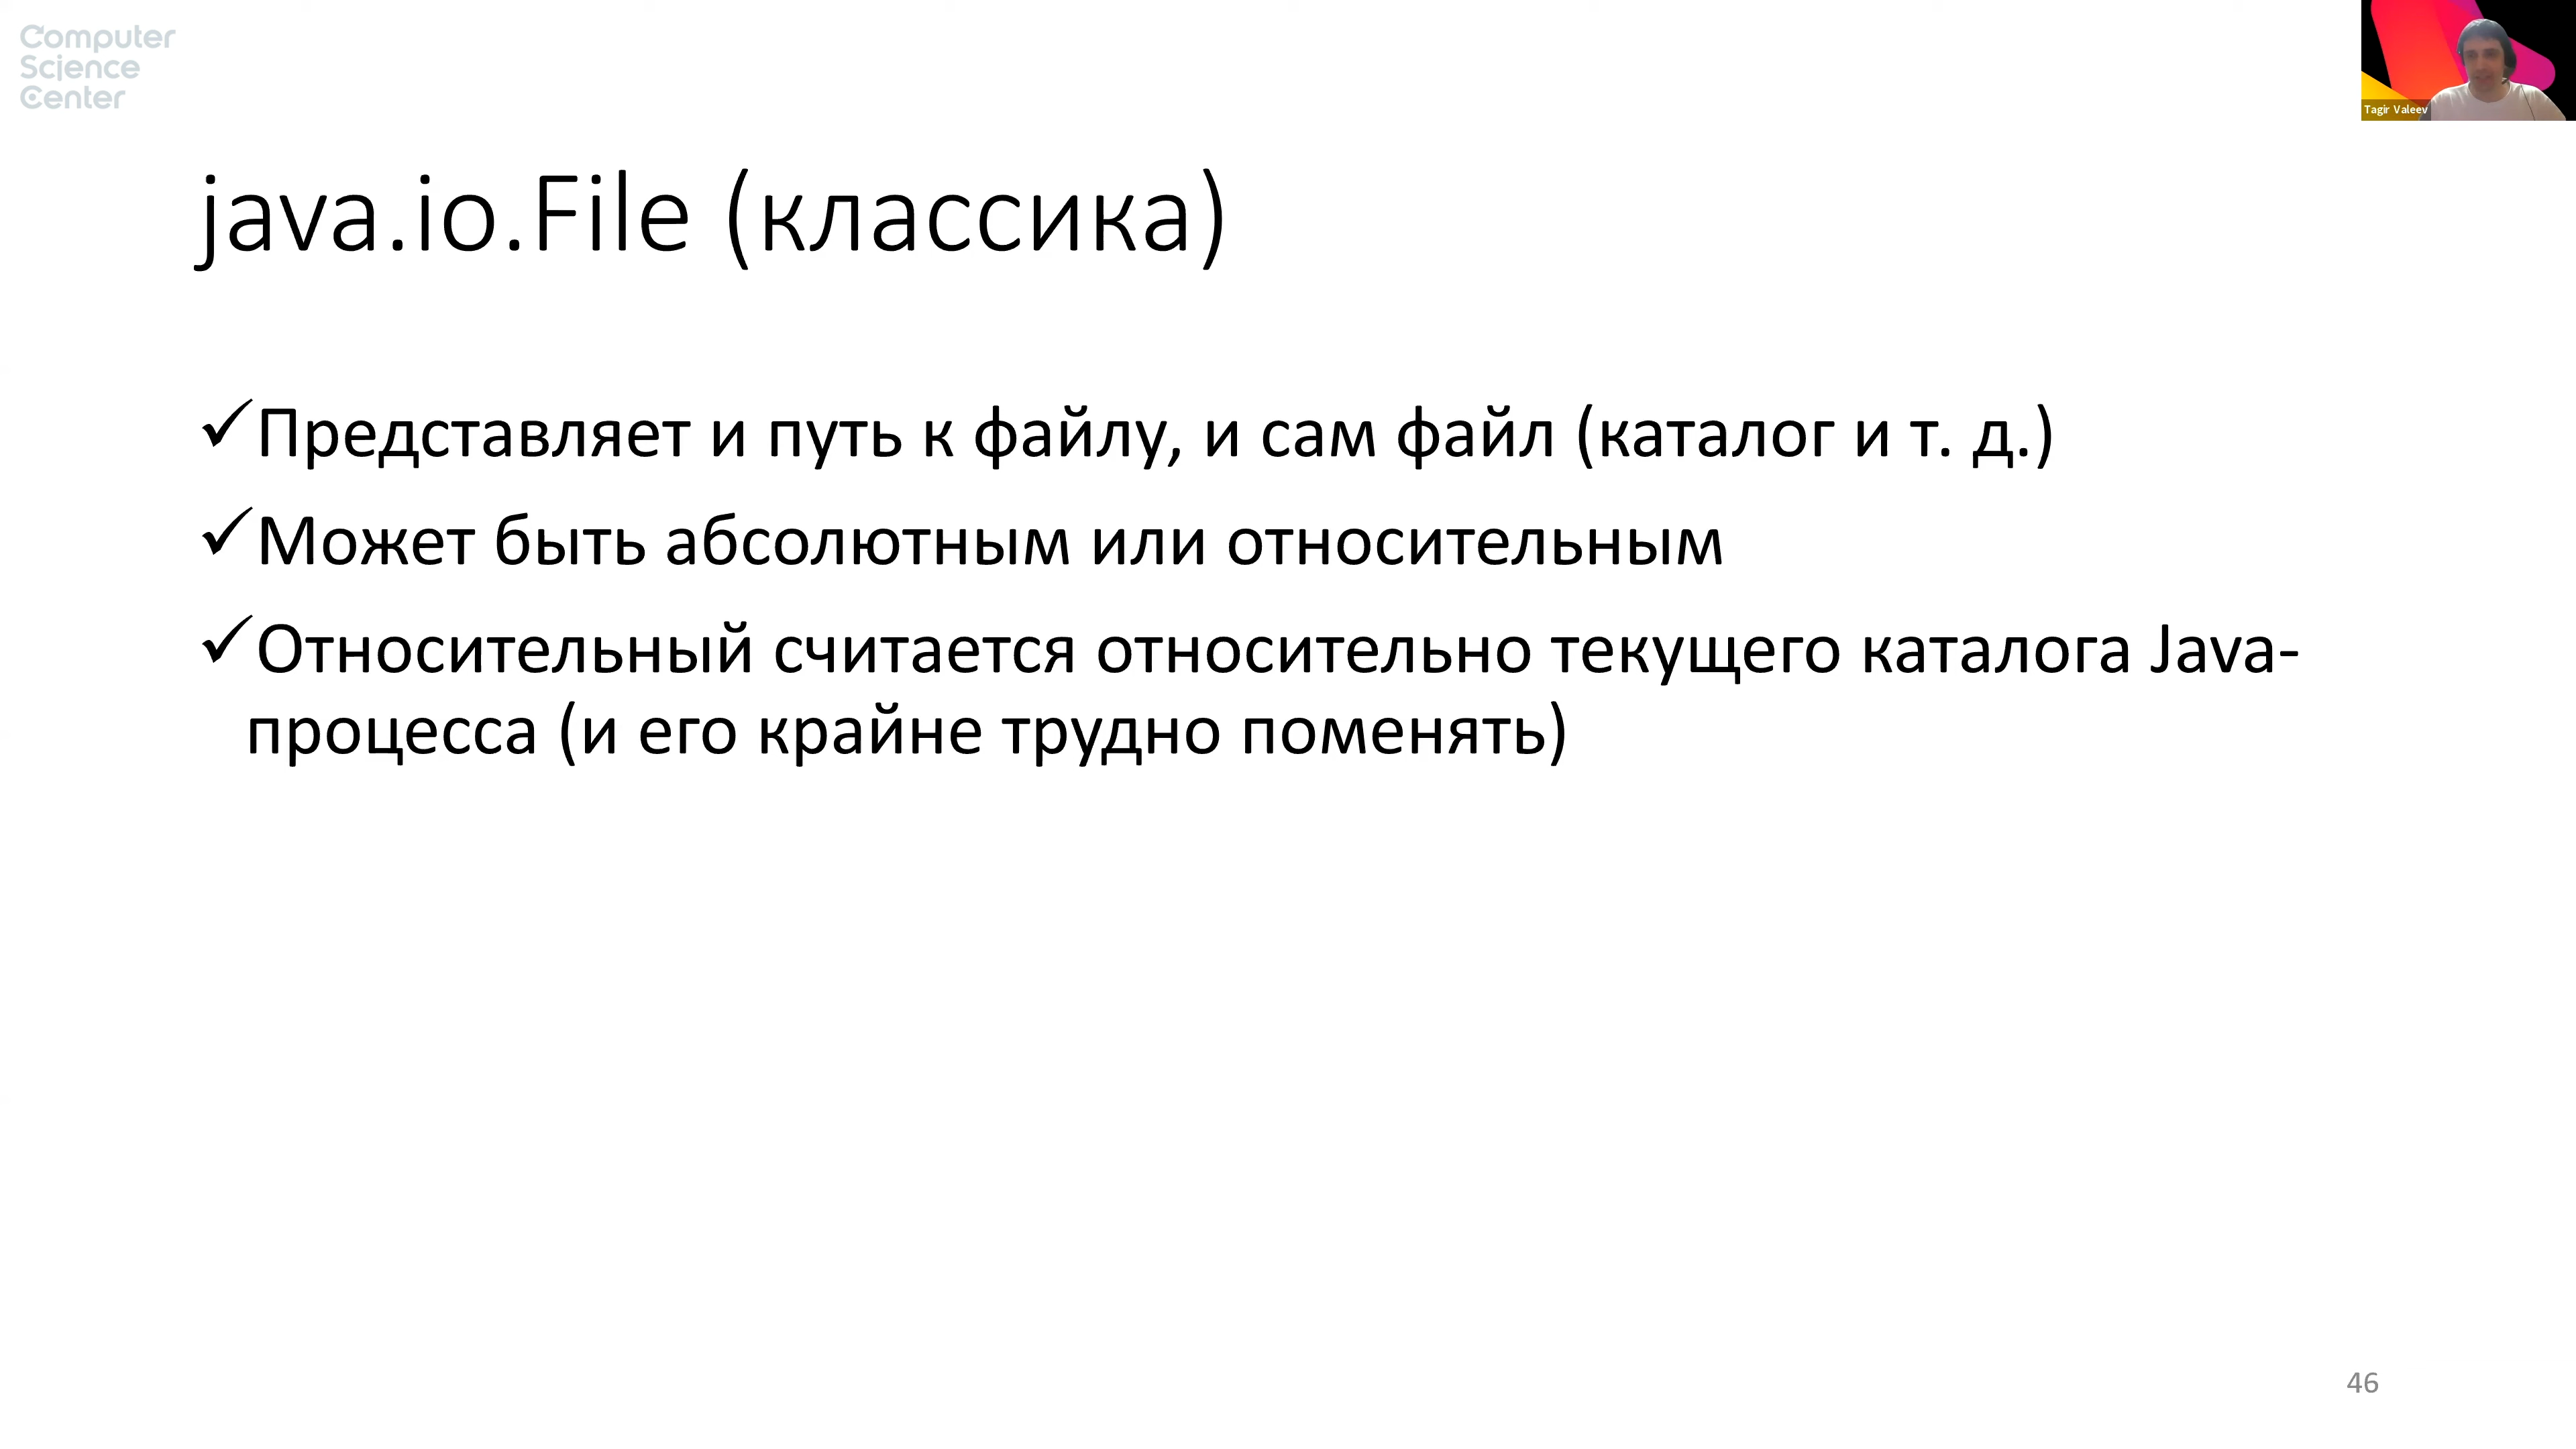 Computer
Science
Center
Tagir Valeev
java.io.File (классика)
✓Представляет и путь к файлу, и сам файл (каталог и т. д.)
✓Может быть абсолютным или относительным
✓Относительный считается относительно текущего каталога Java-
процесса (и его крайне трудно поменять)
46